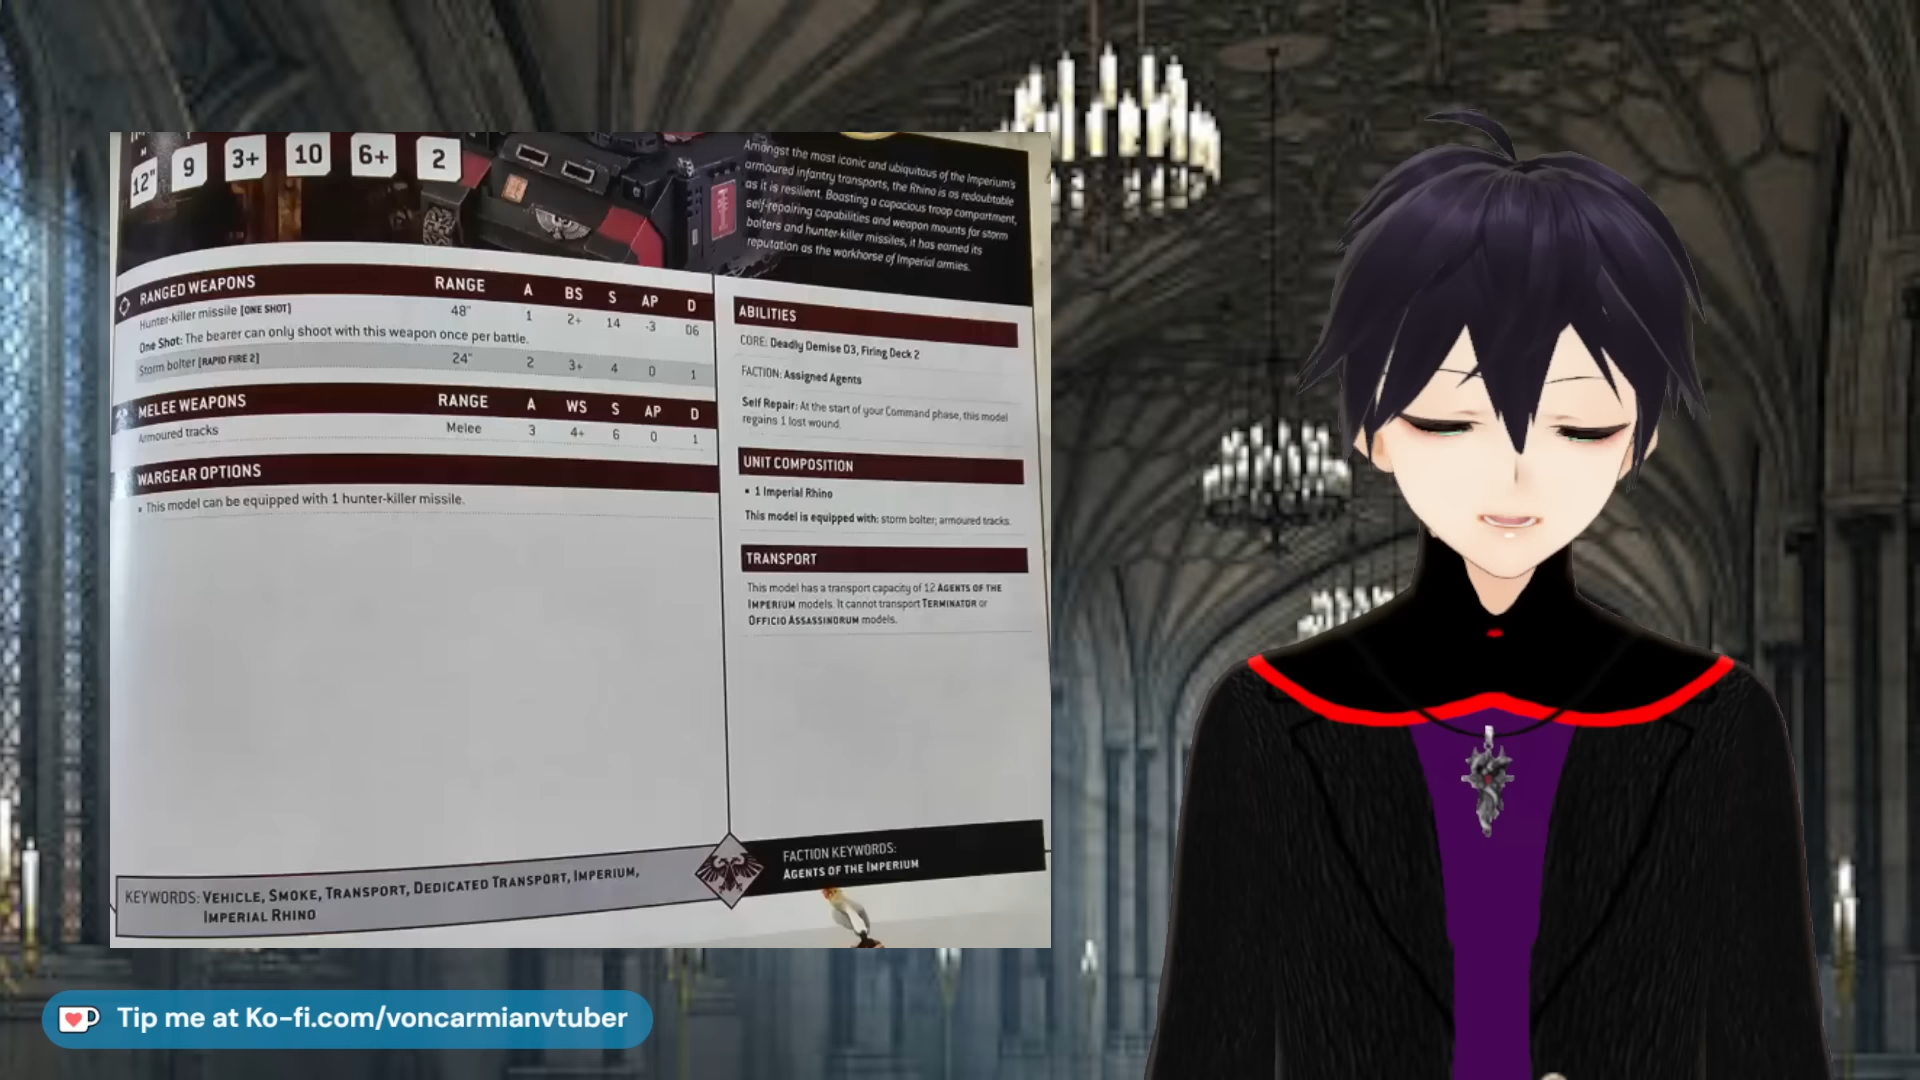 M
12" 9 3+ 10 6+ 2
Amongst the most iconic and ubiquitous of the Imperium's
armoured infantry transports, the Rhino is as redoubtable
as it is resilient. Boasting a capacious troop compartment,
self-repairing capabilities and weapon mounts for storm
bolters and hunter-killer missiles, it has earned its
reputation as the workhorse of Imperial armies.
RANGED WEAPONS RANGE A BS S AP D
Hunter-killer missile [ONE SHOT] 48" 1 2+ 14 -3 D6
One Shot: The bearer can only shoot with this weapon once per battle.
Storm bolter [RAPID FIRE 2] 24" 2 3+ 4 0 1
MELEE WEAPONS RANGE A WS S AP D
Armoured tracks Melee 3 4+ 6 0 1
WARGEAR OPTIONS
• This model can be equipped with 1 hunter-killer missile.
ABILITIES
CORE: Deadly Demise D3, Firing Deck 2
FACTION: Assigned Agents
Self Repair: At the start of your Command phase, this model
regains 1 lost wound.
UNIT COMPOSITION
• 1 Imperial Rhino
This model is equipped with: storm bolter; armoured tracks.
TRANSPORT
This model has a transport capacity of 12 AGENTS OF THE
IMPERIUM models. It cannot transport TERMINATOR or
OFFICIO ASSASSINORUM models.
KEYWORDS: VEHICLE, SMOKE, TRANSPORT, DEDICATED TRANSPORT, IMPERIUM,
IMPERIAL RHINO
FACTION KEYWORDS:
AGENTS OF THE IMPERIUM
Tip me at Ko-fi.com/voncarmianvtuber